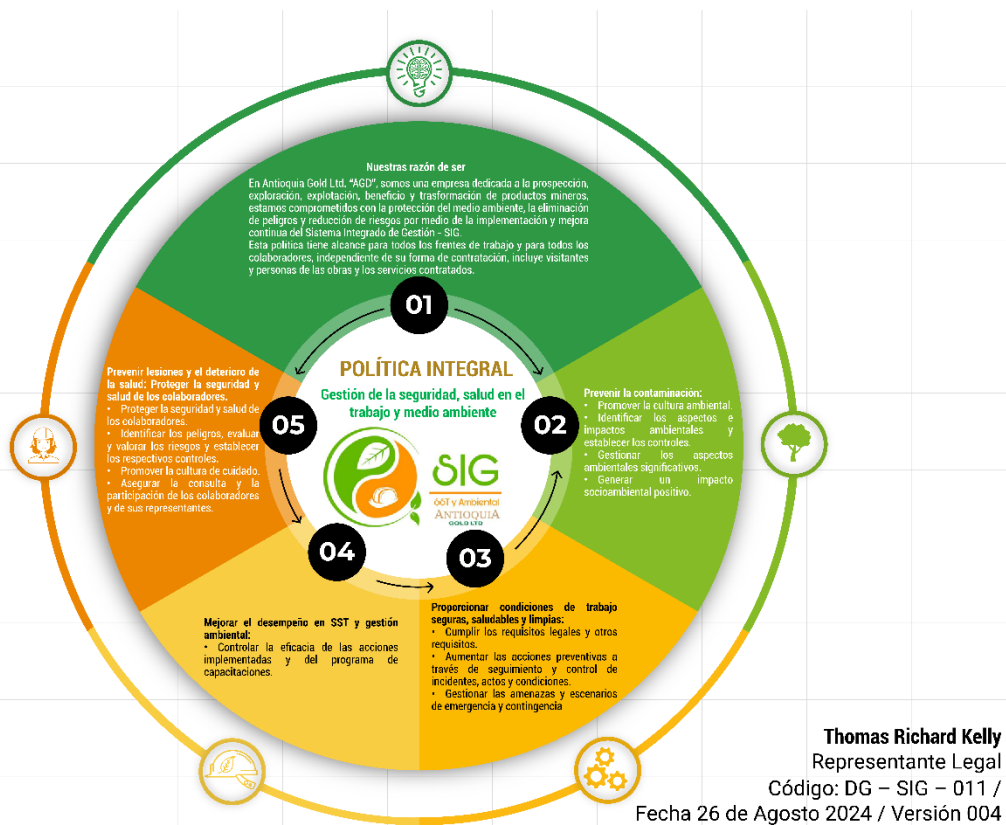 Nuestras razón de ser
En Antioquia Gold Ltd. "AGD", somos una empresa dedicada a la prospección,
exploración, explotación, beneficio y trasformación de productos mineros,
estamos comprometidos con la protección del medio ambiente, la eliminación
de peligros y reducción de riesgos por medio de la implementación y mejora
continua del Sistema Integrado de Gestión - SIG.
Esta política tiene alcance para todos los frentes de trabajo y para todos los
colaboradores, independiente de su forma de contratación, incluye visitantes
y personas de las obras y los servicios contratados.
01
POLÍTICA INTEGRAL
Gestión de la seguridad, salud en el
trabajo y medio ambiente
SIG
SST y Ambiental
ANTIOQUIA
GOLD LTD
02
Prevenir la contaminación:
• Promover la cultura ambiental.
• Identificar los aspectos e
impactos ambientales y
establecer los controles.
• Gestionar los aspectos
ambientales significativos.
• Generar un impacto
socioambiental positivo.
03
Proporcionar condiciones de trabajo
seguras, saludables y limpias:
• Cumplir los requisitos legales y otros
requisitos.
• Aumentar las acciones preventivas a
través de seguimiento y control de
incidentes, actos y condiciones.
• Gestionar las amenazas y escenarios
de emergencia y contingencia
04
Mejorar el desempeño en SST y gestión
ambiental:
• Controlar la eficacia de las acciones
implementadas y del programa de
capacitaciones.
05
Prevenir lesiones y el deterioro de
la salud; Proteger la seguridad y
salud de los colaboradores.
• Proteger la seguridad y salud de
los colaboradores.
• Identificar los peligros, evaluar
y valorar los riesgos y establecer
los respectivos controles.
• Promover la cultura de cuidado.
• Asegurar la consulta y la
participación de los colaboradores
y de sus representantes.
Thomas Richard Kelly
Representante Legal
Código: DG – SIG – 011 /
Fecha 26 de Agosto 2024 / Versión 004